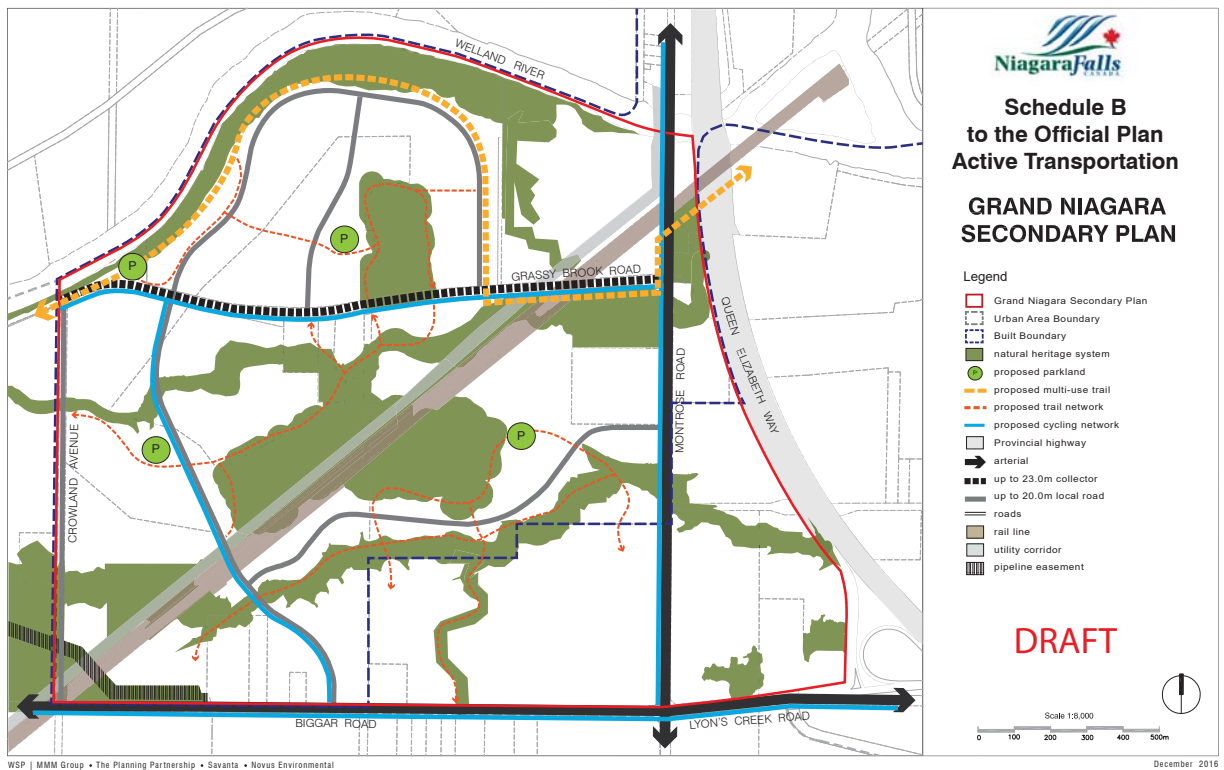 WELLAND RIVER
P
P
GRASSY BROOK ROAD
QUEEN ELIZABETH WAY
MONTROSE ROAD
CROWLAND AVENUE
P
P
BIGGAR ROAD
LYON'S CREEK ROAD
NiagaraFalls
CANADA
Schedule B
to the Official Plan
Active Transportation
GRAND NIAGARA
SECONDARY PLAN
Legend
Grand Niagara Secondary Plan
Urban Area Boundary
Built Boundary
natural heritage system
P proposed parkland
proposed multi-use trail
proposed trail network
proposed cycling network
Provincial highway
arterial
up to 23.0m collector
up to 20.0m local road
roads
rail line
utility corridor
pipeline easement
DRAFT
Scale 1:8,000
0 100 200 300 400 500m
WSP | MMM Group • The Planning Partnership • Savanta • Novus Environmental
December 2016